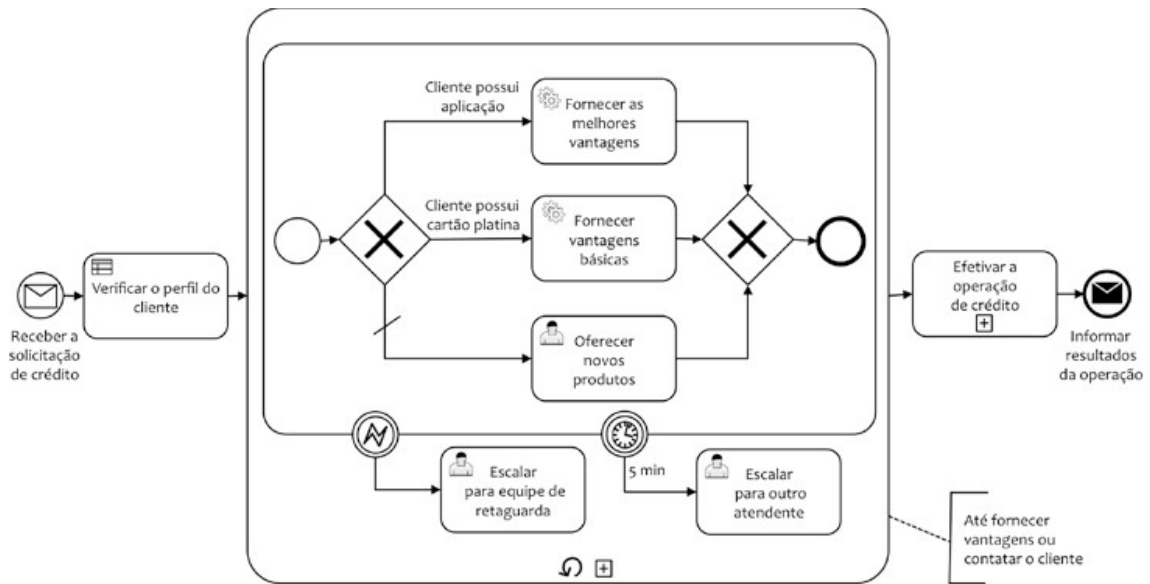 Receber a
solicitação
de crédito
Verificar o perfil do
cliente
Cliente possui
aplicação
Fornecer as
melhores
vantagens
Cliente possui
cartão platina
Fornecer
vantagens
básicas
Oferecer
novos
produtos
Escalar
para equipe de
retaguarda
5 min
Escalar
para outro
atendente
Efetivar a
operação
de crédito
Informar
resultados
da operação
Até fornecer
vantagens ou
contatar o cliente